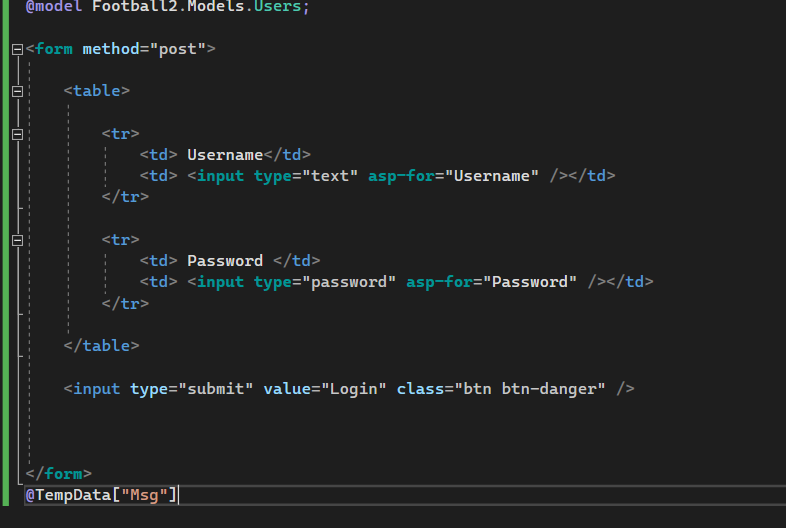 @model Football2.Models.Users;
<form method="post">
<table>
<tr>
<td> Username</td>
<td> <input type="text" asp-for="Username" /></td>
</tr>
<tr>
<td> Password </td>
<td> <input type="password" asp-for="Password" /></td>
</tr>
</table>
<input type="submit" value="Login" class="btn btn-danger" />
</form>
@TempData["Msg"]